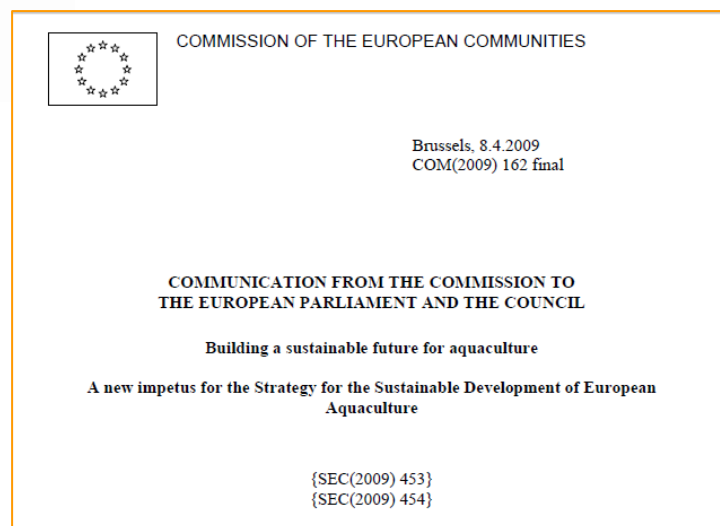 COMMISSION OF THE EUROPEAN COMMUNITIES
Brussels, 8.4.2009
COM(2009) 162 final
COMMUNICATION FROM THE COMMISSION TO
THE EUROPEAN PARLIAMENT AND THE COUNCIL
Building a sustainable future for aquaculture
A new impetus for the Strategy for the Sustainable Development of European
Aquaculture
{SEC(2009) 453}
{SEC(2009) 454}